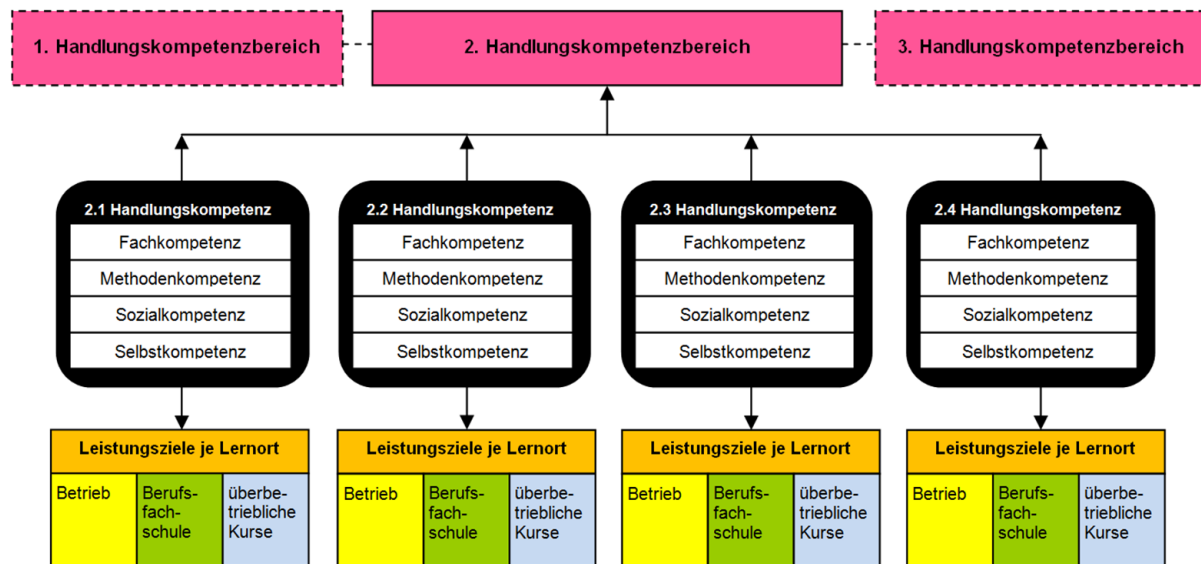 1. Handlungskompetenzbereich
2. Handlungskompetenzbereich
3. Handlungskompetenzbereich
2.1 Handlungskompetenz
Fachkompetenz
Methodenkompetenz
Sozialkompetenz
Selbstkompetenz
2.2 Handlungskompetenz
Fachkompetenz
Methodenkompetenz
Sozialkompetenz
Selbstkompetenz
2.3 Handlungskompetenz
Fachkompetenz
Methodenkompetenz
Sozialkompetenz
Selbstkompetenz
2.4 Handlungskompetenz
Fachkompetenz
Methodenkompetenz
Sozialkompetenz
Selbstkompetenz
Leistungsziele je Lernort
Betrieb
Berufs-
fach-
schule
überbe-
triebliche
Kurse
Leistungsziele je Lernort
Betrieb
Berufs-
fach-
schule
überbe-
triebliche
Kurse
Leistungsziele je Lernort
Betrieb
Berufs-
fach-
schule
überbe-
triebliche
Kurse
Leistungsziele je Lernort
Betrieb
Berufs-
fach-
schule
überbe-
triebliche
Kurse